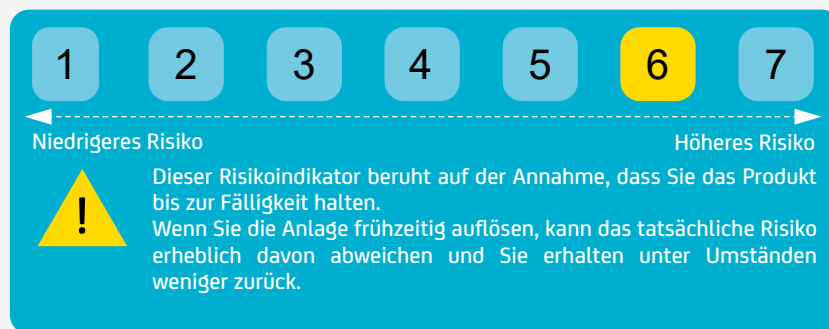 1 2 3 4 5 6 7
Niedrigeres Risiko Höheres Risiko
!
Dieser Risikoindikator beruht auf der Annahme, dass Sie das Produkt
bis zur Fälligkeit halten.
Wenn Sie die Anlage frühzeitig auflösen, kann das tatsächliche Risiko
erheblich davon abweichen und Sie erhalten unter Umständen
weniger zurück.